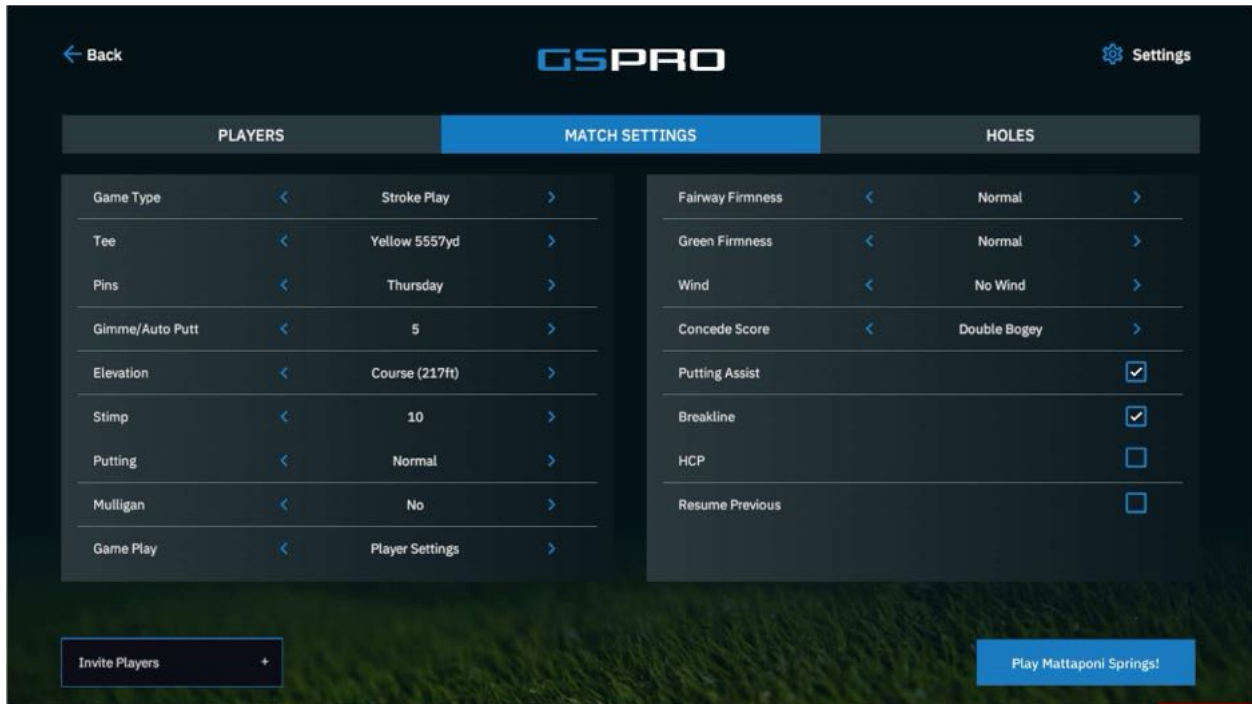 Back
GSPRO
Settings
PLAYERS
MATCH SETTINGS
HOLES
Game Type < Stroke Play >
Tee < Yellow 5557yd >
Pins < Thursday >
Gimme/Auto Putt < 5 >
Elevation < Course (217ft) >
Stimp < 10 >
Putting < Normal >
Mulligan < No >
Game Play < Player Settings >
Fairway Firmness < Normal >
Green Firmness < Normal >
Wind < No Wind >
Concede Score < Double Bogey >
Putting Assist
Breakline
HCP
Resume Previous
Invite Players +
Play Mattaponi Springs!